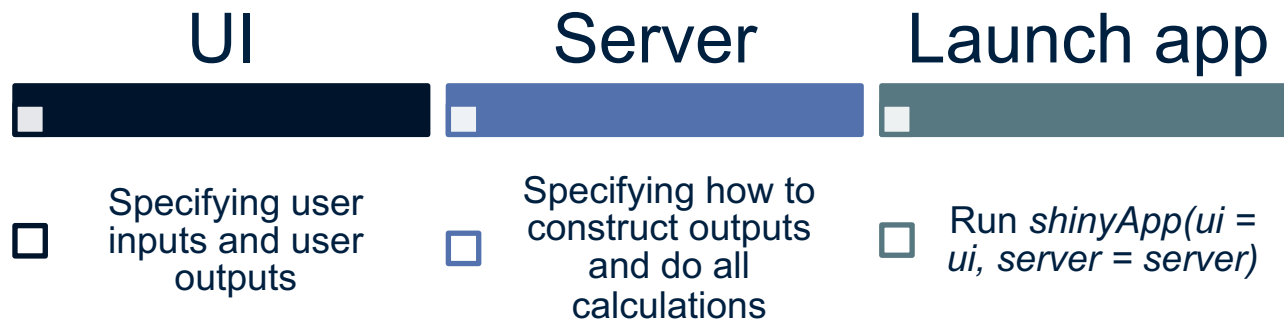 UI
Server
Launch app
Specifying user
inputs and user
outputs
Specifying how to
construct outputs
and do all
calculations
Run shinyApp(ui =
ui, server = server)